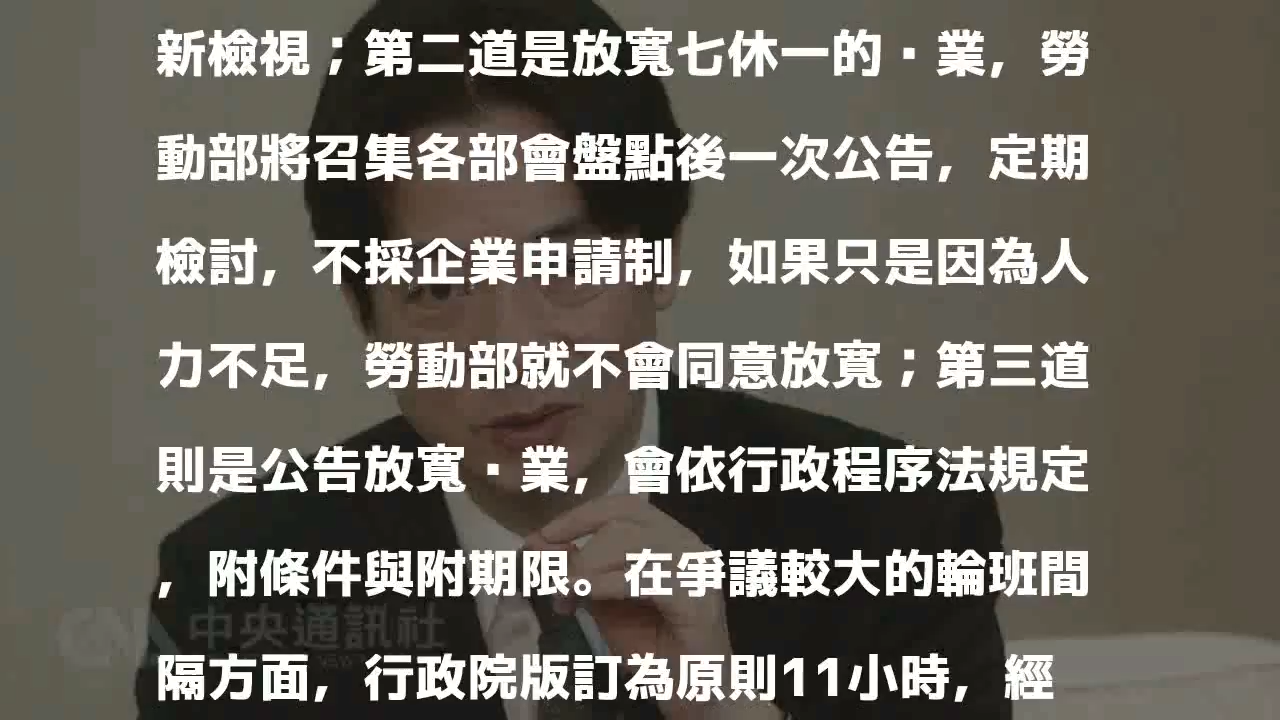 新檢視；第二道是放寬七休一的·業，勞
動部將召集各部會盤點後一次公告，定期
檢討，不採企業申請制，如果只是因為人
力不足，勞動部就不會同意放寬；第三道
則是公告放寬·業，會依行政程序法規定
，附條件與附期限。在爭議較大的輪班間
隔方面，行政院版訂為原則11小時，經
CNA 中央通訊社